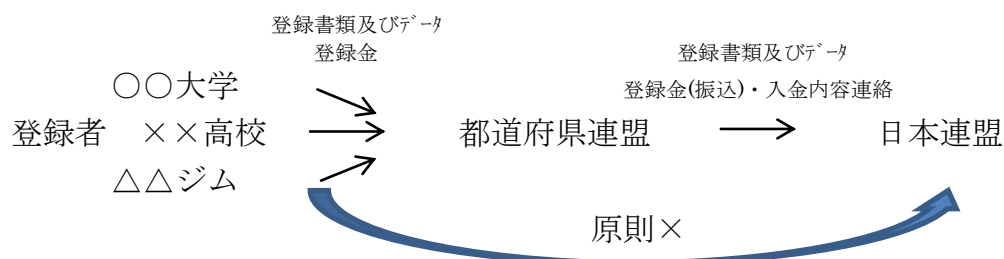 登録書類及びﾃﾞｰﾀ
登録金
登録書類及びﾃﾞｰﾀ
登録金(振込)・入金内容連絡
○○大学
登録者　××高校
△△ジム
都道府県連盟
日本連盟
原則×